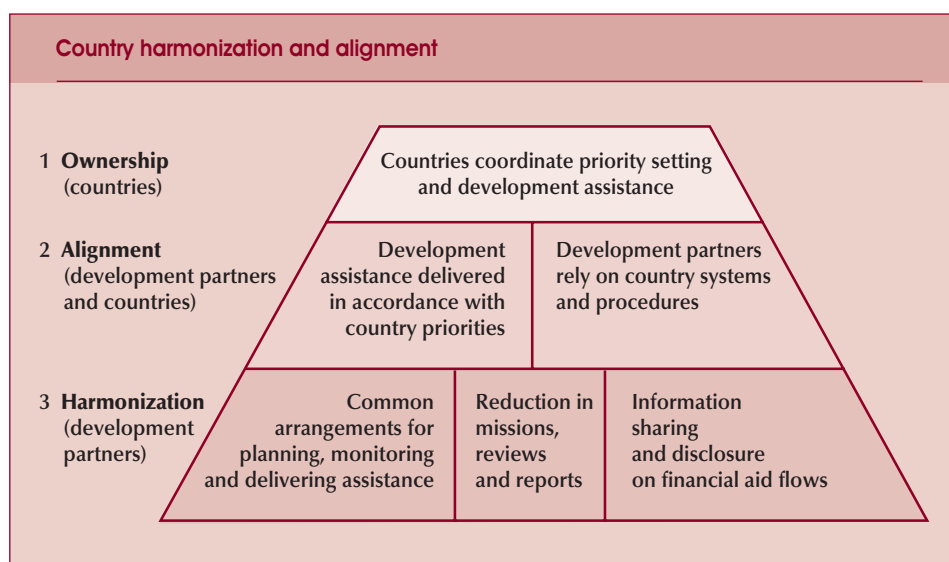 Country harmonization and alignment
1 Ownership
(countries)
Countries coordinate priority setting
and development assistance
2 Alignment
(development partners
and countries)
Development
assistance delivered
in accordance with
country priorities
Development partners
rely on country systems
and procedures
3 Harmonization
(development
partners)
Common
arrangements for
planning, monitoring
and delivering assistance
Reduction in
missions,
reviews
and reports
Information
sharing
and disclosure
on financial aid flows